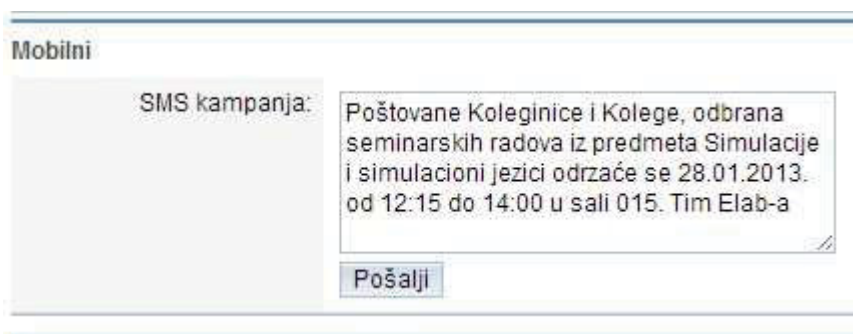 Mobilni
SMS kampanja:
Poštovane Koleginice i Kolege, odbrana
seminarskih radova iz predmeta Simulacije
i simulacioni jezici odrzaće se 28.01.2013.
od 12:15 do 14:00 u sali 015. Tim Elab-a
Pošalji